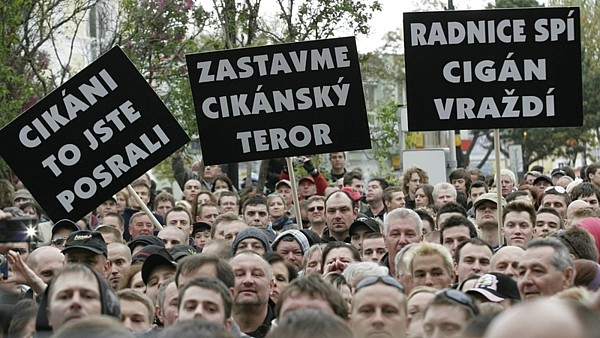 CIKÁNI
TO JSTE
POSRALI
ZASTAVME
CIKÁNSKÝ
TEROR
RADNICE SPÍ
CIGÁN
VRAŽDÍ